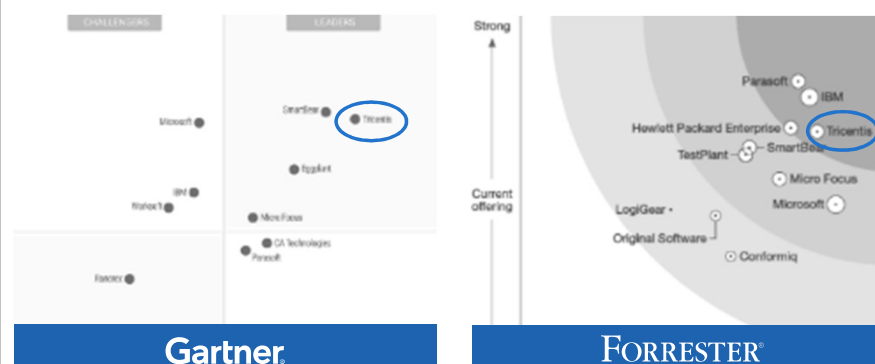 CHALLENGERS
LEADERS
SmartBear
Tricentis
Microsoft
Eggplant
IBM
Worksoft
Micro Focus
CA Technologies
Parasoft
Ranorex
Gartner
Strong
Current
offering
Parasoft
IBM
Hewlett Packard Enterprise
Tricentis
SmartBear
TestPlant
Micro Focus
Microsoft
LogiGear
Original Software
Conformiq
FORRESTER®